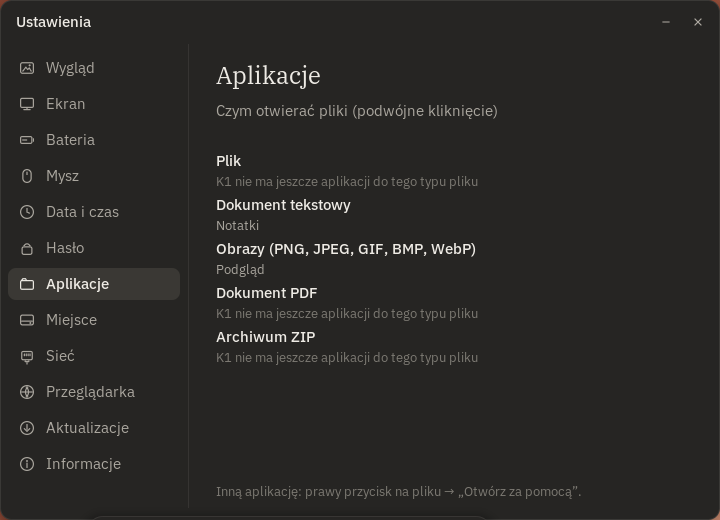 Ustawienia
Wygląd
Ekran
Bateria
Mysz
Data i czas
Hasło
Aplikacje
Miejsce
Sieć
Przeglądarka
Aktualizacje
Informacje
Aplikacje
Czym otwierać pliki (podwójne kliknięcie)
Plik
K1 nie ma jeszcze aplikacji do tego typu pliku
Dokument tekstowy
Notatki
Obrazy (PNG, JPEG, GIF, BMP, WebP)
Podgląd
Dokument PDF
K1 nie ma jeszcze aplikacji do tego typu pliku
Archiwum ZIP
K1 nie ma jeszcze aplikacji do tego typu pliku
Inną aplikację: prawy przycisk na pliku → „Otwórz za pomocą”.